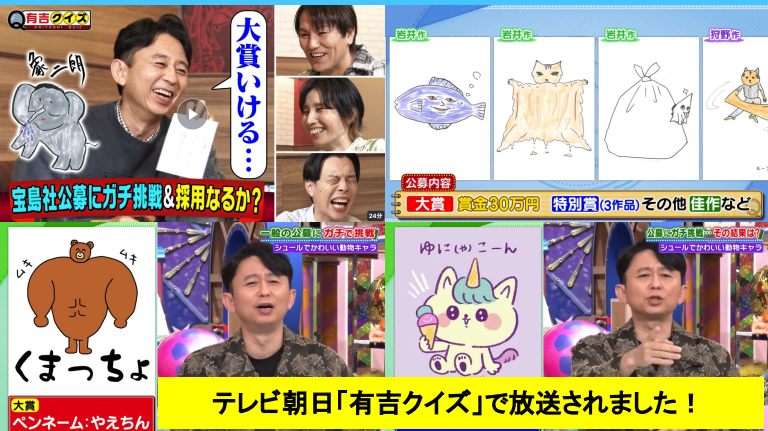 有吉クイズ
ARIYOSHI QUIZ
象二朗
大賞いける…
宝島社公募にガチ挑戦&採用なるか?
24分
岩井作
岩井作
岩井作
狩野作
公募内容
大賞 賞金30万円 特別賞(3作品) その他 佳作 など
ムキ
ムキ
くまっちょ
大賞
ペンネーム:やえちん
一般の公募に ガチで挑戦
シュールでかわいい動物キャラ
ゆに(や)こーん
公募にガチ挑戦…その結果は?
シュールでかわいい動物キャラ
テレビ朝日「有吉クイズ」で放送されました!